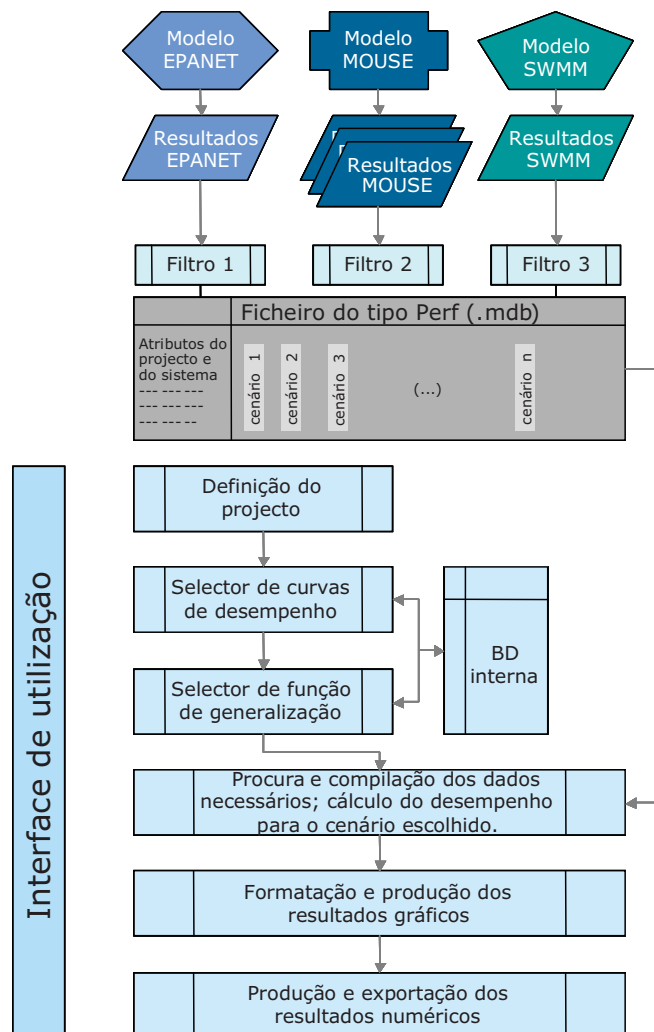 Modelo
EPANET
Modelo
MOUSE
Modelo
SWMM
Resultados
EPANET
Resultados
MOUSE
Resultados
SWMM
Filtro 1
Filtro 2
Filtro 3
Ficheiro do tipo Perf (.mdb)
Atributos do
projecto e
do sistema
--- --- ---
--- --- ---
--- --- --
cenário 1
cenário 2
cenário 3
(...)
cenário n
Interface de utilização
Definição do
projecto
Selector de curvas
de desempenho
Selector de função
de generalização
BD
interna
Procura e compilação dos dados
necessários; cálculo do desempenho
para o cenário escolhido.
Formatação e produção dos
resultados gráficos
Produção e exportação dos
resultados numéricos